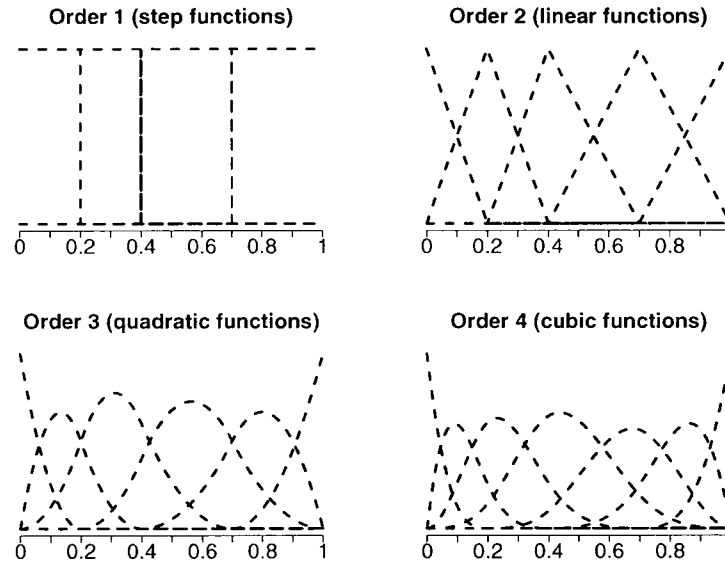 Order 1 (step functions)
Order 2 (linear functions)
0 0.2 0.4 0.6 0.8 1
0 0.2 0.4 0.6 0.8
Order 3 (quadratic functions)
Order 4 (cubic functions)
0 0.2 0.4 0.6 0.8 1
0 0.2 0.4 0.6 0.8